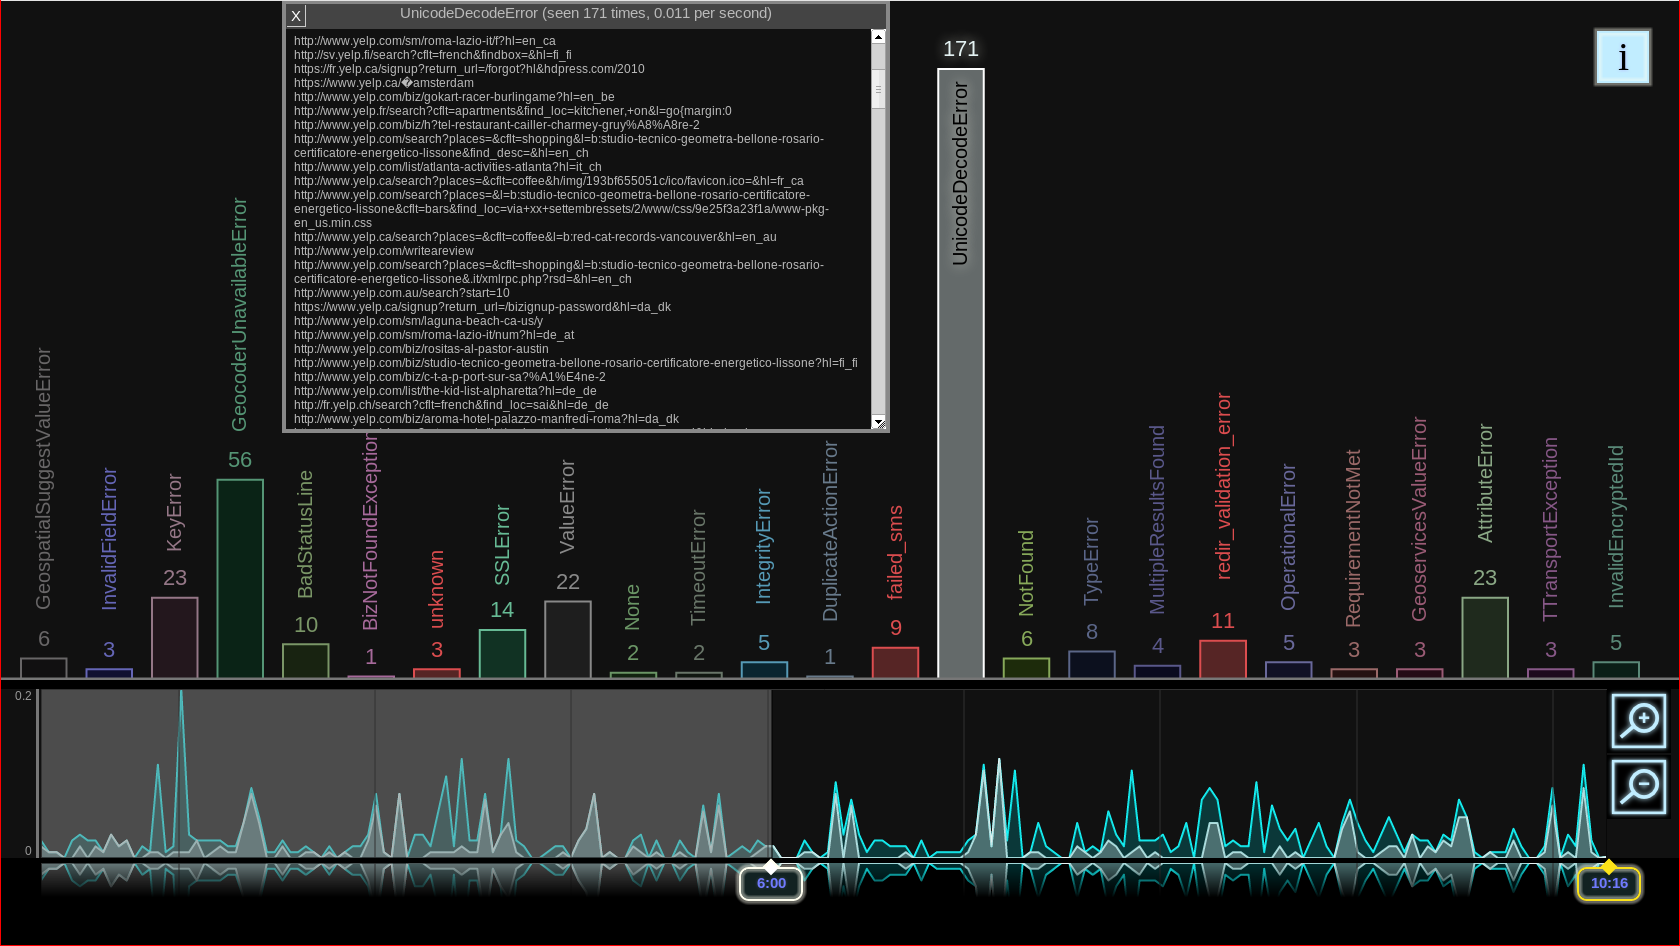 X
UnicodeDecodeError (seen 171 times, 0.011 per second)
http://www.yelp.com/sm/roma-lazio-it/f?hl=en_ca
http://sv.yelp.fi/search?cflt=french&findbox=&hl=fi_fi
https://fr.yelp.ca/signup?return_url=/forgot?hl&hdpress.com/2010
https://www.yelp.ca/�amsterdam
http://www.yelp.com/biz/gokart-racer-burlingame?hl=en_be
http://www.yelp.fr/search?cflt=apartments&find_loc=kitchener,+on&l=go{margin:0
http://www.yelp.com/biz/h?tel-restaurant-cailler-charmey-gruy%A8%A8re-2
http://www.yelp.com/search?places=&cflt=shopping&l=b:studio-tecnico-geometra-bellone-rosario-
certificatore-energetico-lissone&find_desc=&hl=en_ch
http://www.yelp.com/list/atlanta-activities-atlanta?hl=it_ch
http://www.yelp.ca/search?places=&cflt=coffee&h/img/193bf655051c/ico/favicon.ico=&hl=fr_ca
http://www.yelp.com/search?places=&l=b:studio-tecnico-geometra-bellone-rosario-certificatore-
energetico-lissone&cflt=bars&find_loc=via+xx+settembressets/2/www/css/9e25f3a23f1a/www-pkg-
en_us.min.css
http://www.yelp.ca/search?places=&cflt=coffee&l=b:red-cat-records-vancouver&hl=en_au
http://www.yelp.com/writeareview
http://www.yelp.com/search?places=&cflt=shopping&l=b:studio-tecnico-geometra-bellone-rosario-
certificatore-energetico-lissone&.it/xmlrpc.php?rsd=&hl=en_ch
http://www.yelp.com.au/search?start=10
https://www.yelp.ca/signup?return_url=/bizignup-password&hl=da_dk
http://www.yelp.com/sm/laguna-beach-ca-us/y
http://www.yelp.com/sm/roma-lazio-it/num?hl=de_at
http://www.yelp.com/biz/rositas-al-pastor-austin
http://www.yelp.com/biz/studio-tecnico-geometra-bellone-rosario-certificatore-energetico-lissone?hl=fi_fi
http://www.yelp.com/biz/c-t-a-p-port-sur-sa?%A1%E4ne-2
http://www.yelp.com/list/the-kid-list-alpharetta?hl=de_de
http://fr.yelp.ch/search?cflt=french&find_loc=sai&hl=de_de
http://www.yelp.com/biz/aroma-hotel-palazzo-manfredi-roma?hl=da_dk
i
GeospatialSuggestValueError
6
InvalidFieldError
3
KeyError
23
GeocoderUnavailableError
56
BadStatusLine
10
BizNotFoundException
1
unknown
3
SSLError
14
ValueError
22
None
2
TimeoutError
2
IntegrityError
5
DuplicateActionError
1
failed_sms
9
171
UnicodeDecodeError
NotFound
6
TypeError
8
MultipleResultsFound
4
redir_validation_error
11
OperationalError
5
RequirementNotMet
3
GeoservicesValueError
3
AttributeError
23
TTransportException
3
InvalidEncryptedId
5
0.2
0
6:00
10:16